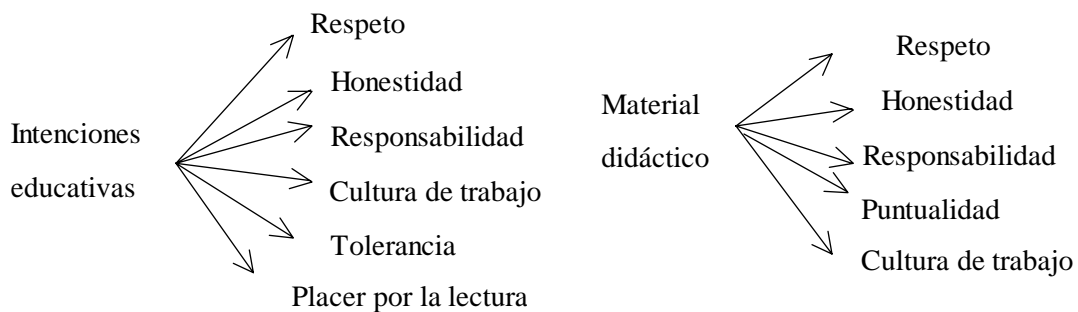 Intenciones
educativas
Respeto
Honestidad
Responsabilidad
Cultura de trabajo
Tolerancia
Placer por la lectura
Material
didáctico
Respeto
Honestidad
Responsabilidad
Puntualidad
Cultura de trabajo